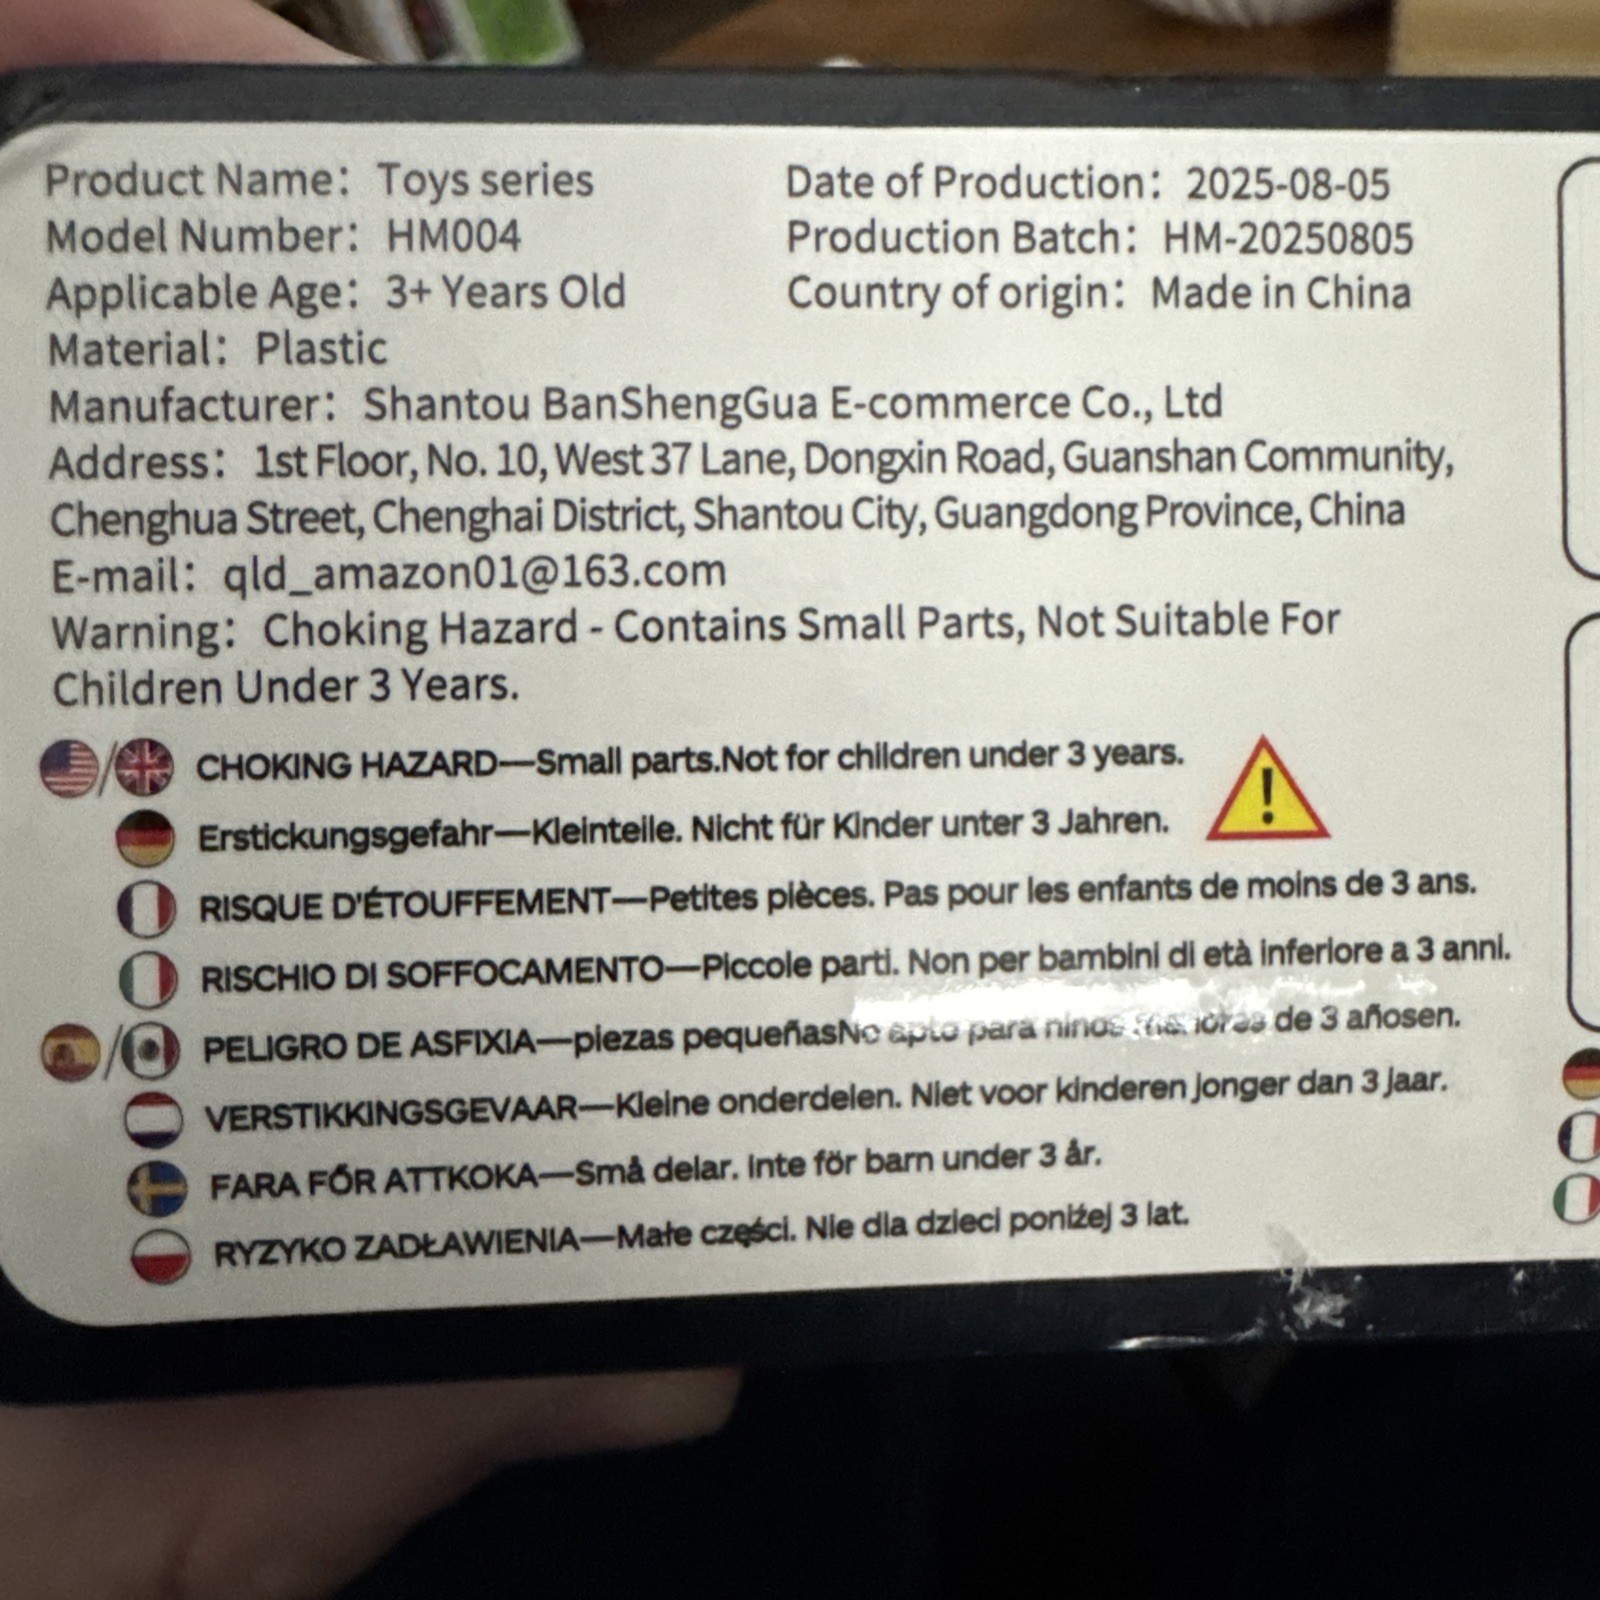 Product Name: Toys series
Date of Production: 2025-08-05
Model Number: HM004
Production Batch: HM-20250805
Applicable Age: 3+ Years Old
Country of origin: Made in China
Material: Plastic
Manufacturer: Shantou BanShengGua E-commerce Co., Ltd
Address: 1st Floor, No. 10, West 37 Lane, Dongxin Road, Guanshan Community,
Chenghua Street, Chenghai District, Shantou City, Guangdong Province, China
E-mail: qld_amazon01@163.com
Warning: Choking Hazard - Contains Small Parts, Not Suitable For
Children Under 3 Years.
CHOKING HAZARD—Small parts.Not for children under 3 years.
!
Erstickungsgefahr—Kleinteile. Nicht für Kinder unter 3 Jahren.
RISQUE D'ÉTOUFFEMENT—Petites pièces. Pas pour les enfants de moins de 3 ans.
RISCHIO DI SOFFOCAMENTO—Piccole parti. Non per bambini di età inferiore a 3 anni.
PELIGRO DE ASFIXIA—piezas pequeñasNo apto para ninos menores de 3 añosen.
VERSTIKKINGSGEVAAR—Kleine onderdelen. Niet voor kinderen jonger dan 3 jaar.
FARA FÓR ATTKOKA—Små delar. Inte för barn under 3 år.
RYZYKO ZADŁAWIENIA—Małe części. Nie dla dzieci poniżej 3 lat.